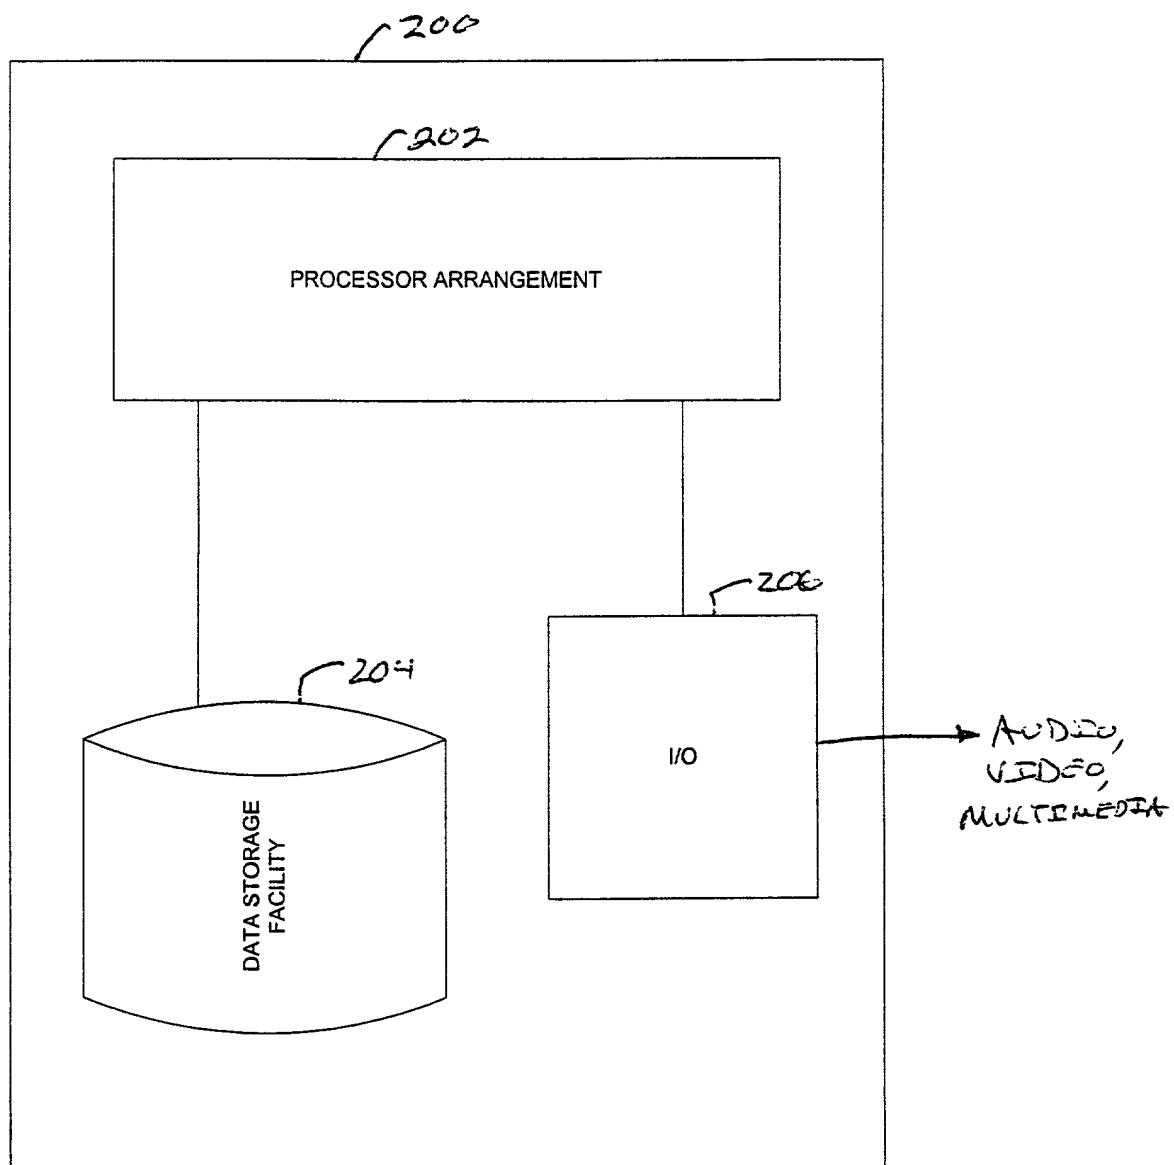 200
202
PROCESSOR ARRANGEMENT
206
204
I/O
AUDIO,
VIDEO,
MULTIMEDIA
DATA STORAGE
FACILITY